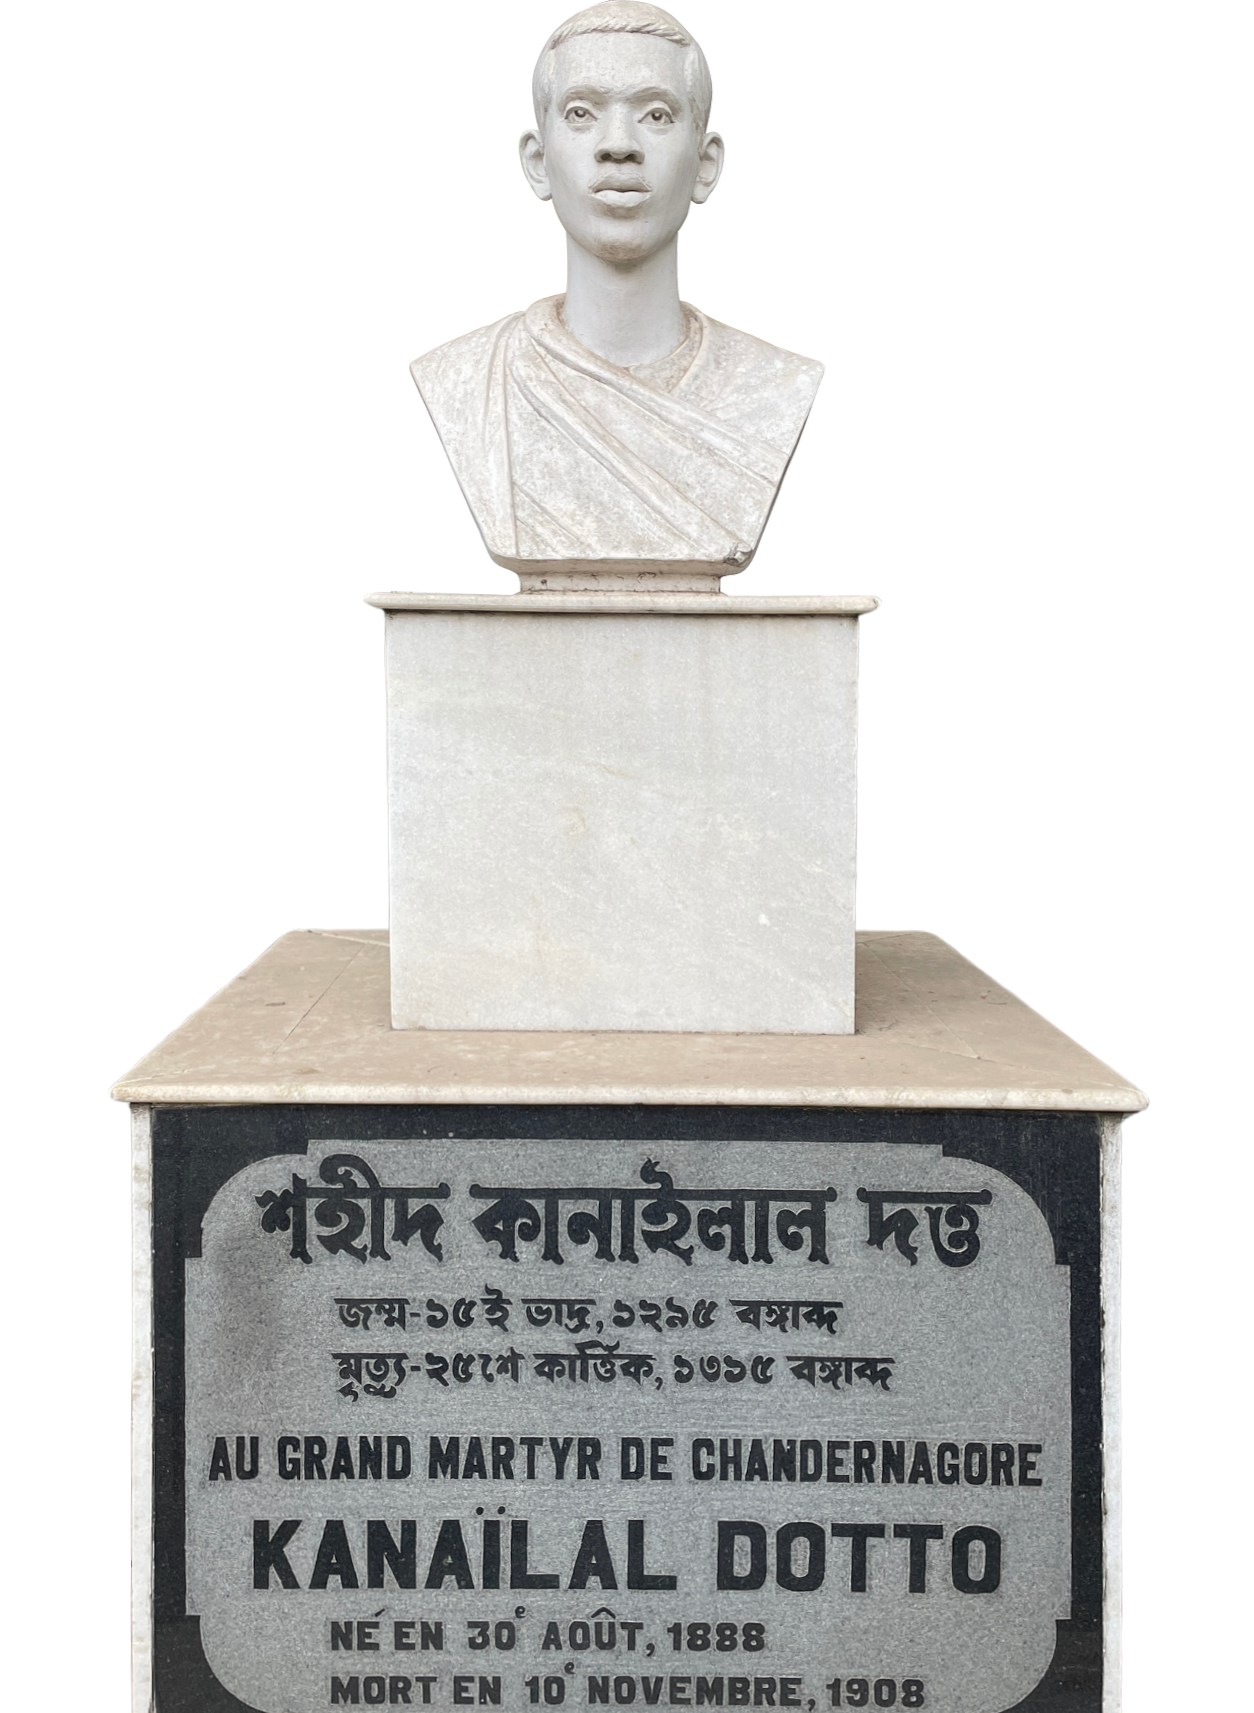 শহীদ কানাইলাল দত্ত
জন্ম-১৫ই ভাদ্র, ১২৯৫ বঙ্গাব্দ
মৃত্যু-২৫শে কার্ত্তিক, ১৩১৫ বঙ্গাব্দ
AU GRAND MARTYR DE CHANDERNAGORE
KANAÏLAL DOTTO
NÉ EN 30e AOÛT, 1888
MORT EN 10e NOVEMBRE, 1908